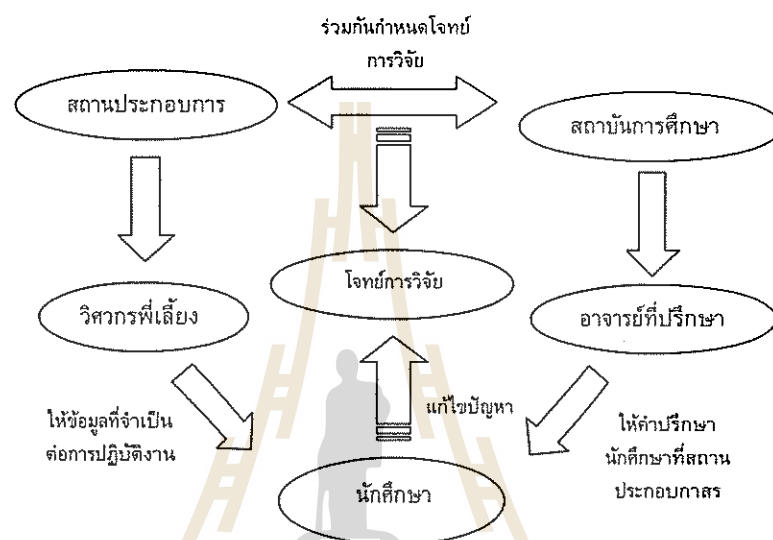 ร่วมกันกำหนดโจทย์
การวิจัย
สถานประกอบการ
สถาบันการศึกษา
โจทย์การวิจัย
วิศวกรพี่เลี้ยง
อาจารย์ที่ปรึกษา
ให้ข้อมูลที่จำเป็น
ต่อการปฏิบัติงาน
แก้ไขปัญหา
ให้คำปรึกษา
นักศึกษาที่สถาน
ประกอบกาสร
นักศึกษา